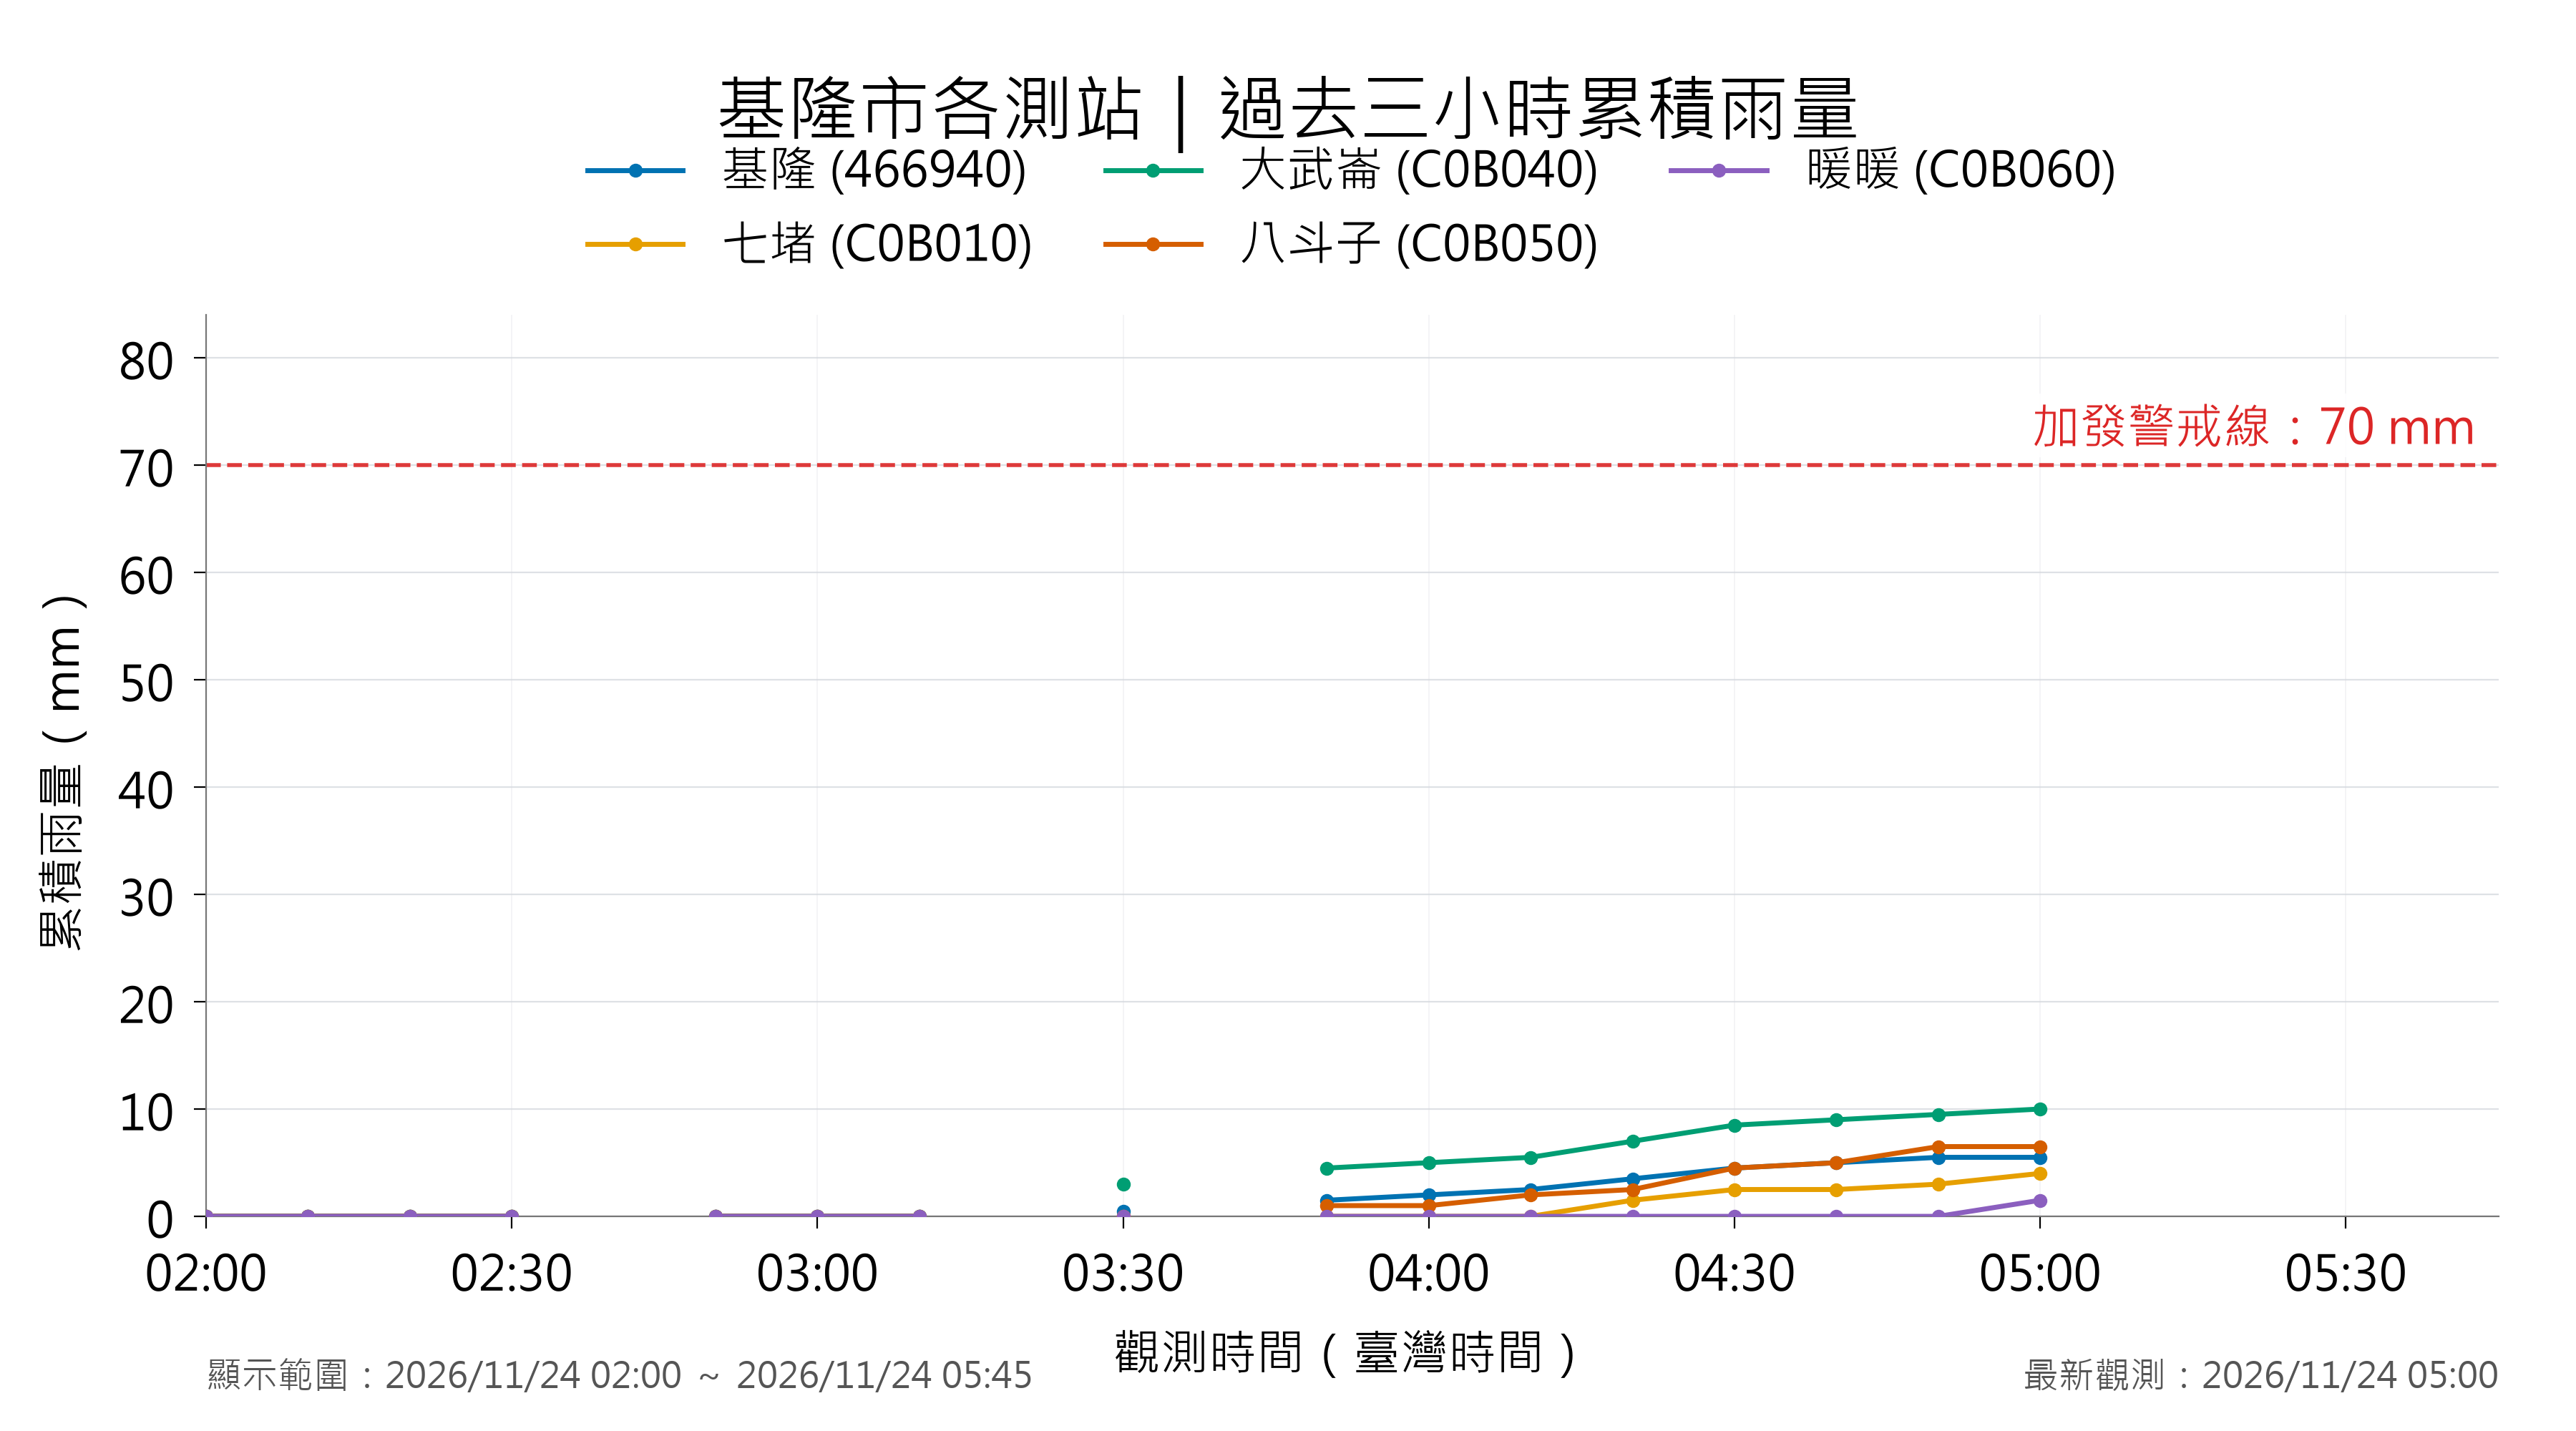 基隆市各測站｜過去三小時累積雨量
基隆 (466940)
大武崙 (C0B040)
暖暖 (C0B060)
七堵 (C0B010)
八斗子 (C0B050)
80
加發警戒線：70 mm
70
60
50
40
30
20
10
0
累積雨量（mm）
02:00
02:30
03:00
03:30
04:00
04:30
05:00
05:30
觀測時間（臺灣時間）
顯示範圍：2026/11/24 02:00 ~ 2026/11/24 05:45
最新觀測：2026/11/24 05:00